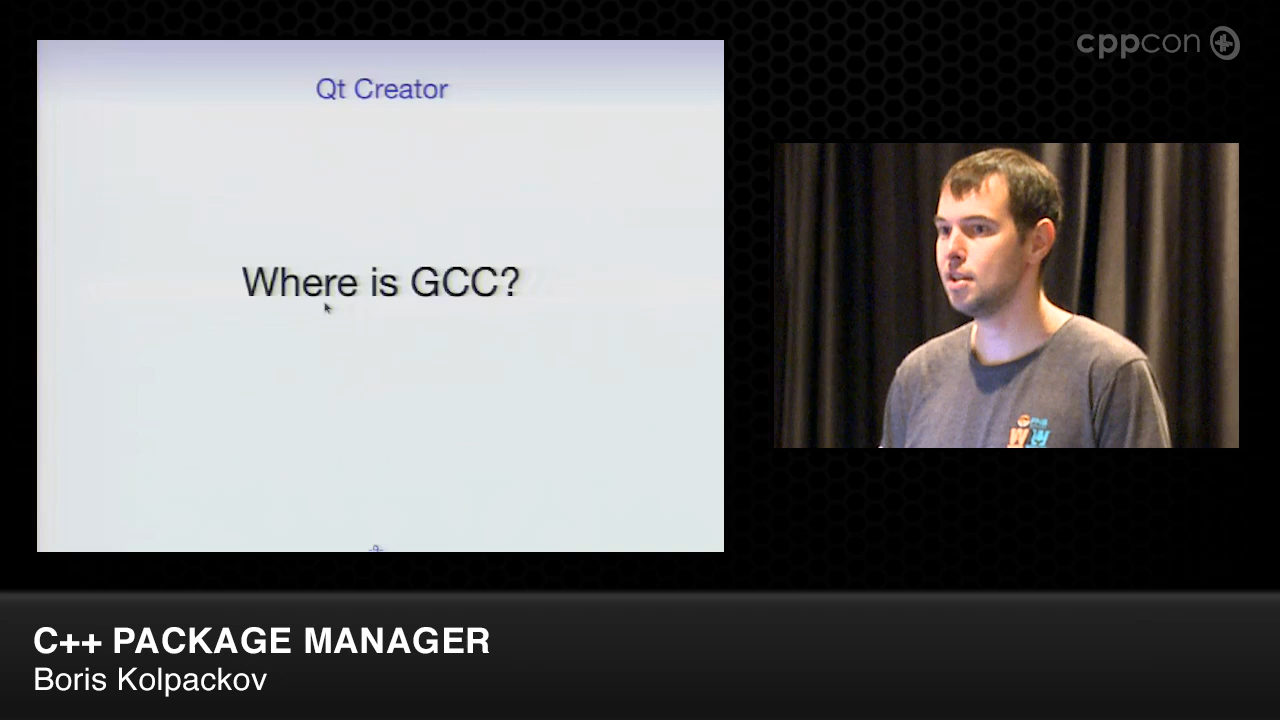 cppcon
Qt Creator
Where is GCC?
C++ PACKAGE MANAGER
Boris Kolpackov